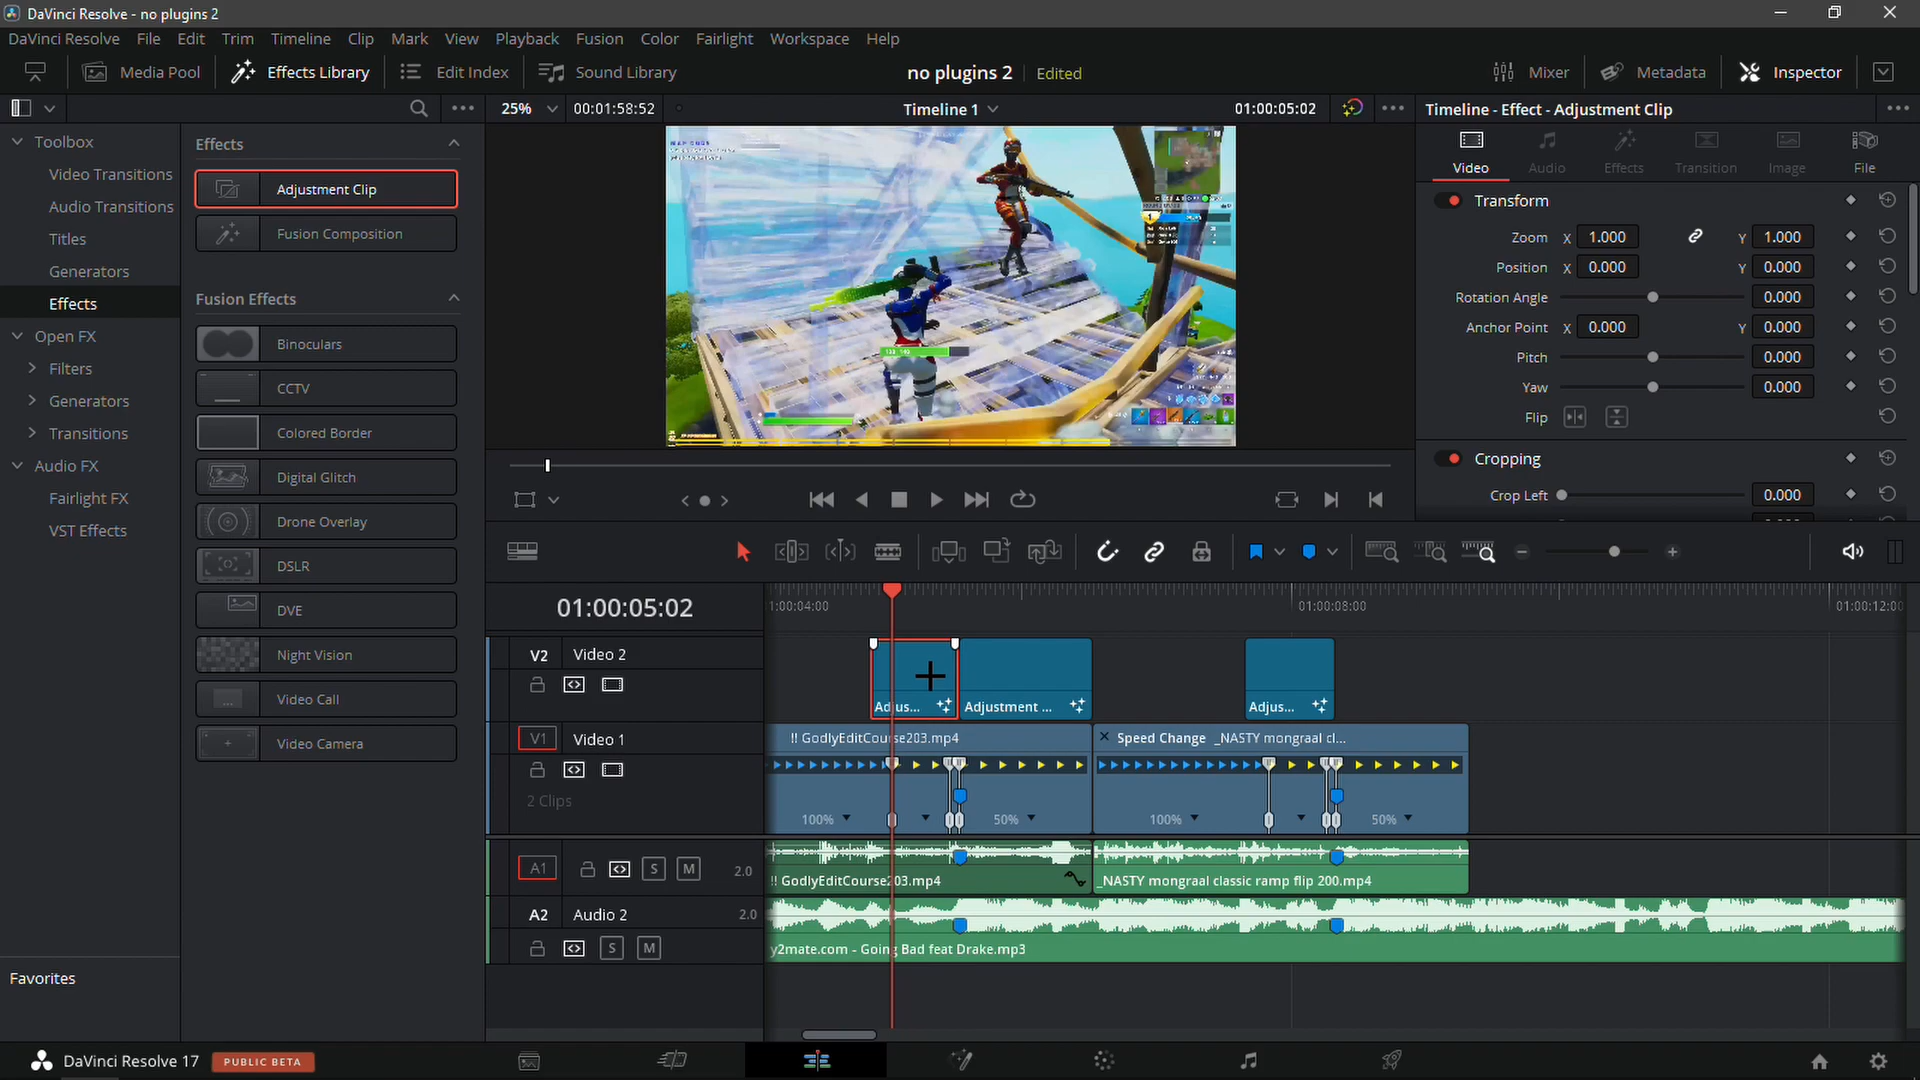 DaVinci Resolve - no plugins 2
DaVinci Resolve File Edit Trim Timeline Clip Mark View Playback Fusion Color Fairlight Workspace Help
Media Pool Effects Library Edit Index Sound Library no plugins 2 Edited Mixer Metadata Inspector
25% 00:01:58:52 Timeline 1 01:00:05:02 Timeline - Effect - Adjustment Clip
Toolbox
Video Transitions
Audio Transitions
Titles
Generators
Effects
Open FX
Filters
Generators
Transitions
Audio FX
Fairlight FX
VST Effects
Favorites
Effects
Adjustment Clip
Fusion Composition
Fusion Effects
Binoculars
CCTV
Colored Border
Digital Glitch
Drone Overlay
DSLR
DVE
Night Vision
Video Call
Video Camera
Video Audio Effects Transition Image File
Transform
Zoom X 1.000 Y 1.000
Position X 0.000 Y 0.000
Rotation Angle 0.000
Anchor Point X 0.000 Y 0.000
Pitch 0.000
Yaw 0.000
Flip
Cropping
Crop Left 0.000
01:00:05:02 1:00:04:00 01:00:08:00 01:00:12:00
V2 Video 2
Adjus... Adjustment ... Adjus...
V1 Video 1
!! GodlyEditCourse203.mp4 Speed Change _NASTY mongraal cl...
2 Clips
100% 50% 100% 50%
A1 S M 2.0
!! GodlyEditCourse203.mp4 _NASTY mongraal classic ramp flip 200.mp4
A2 Audio 2 2.0
S M
y2mate.com - Going Bad feat Drake.mp3
DaVinci Resolve 17 PUBLIC BETA